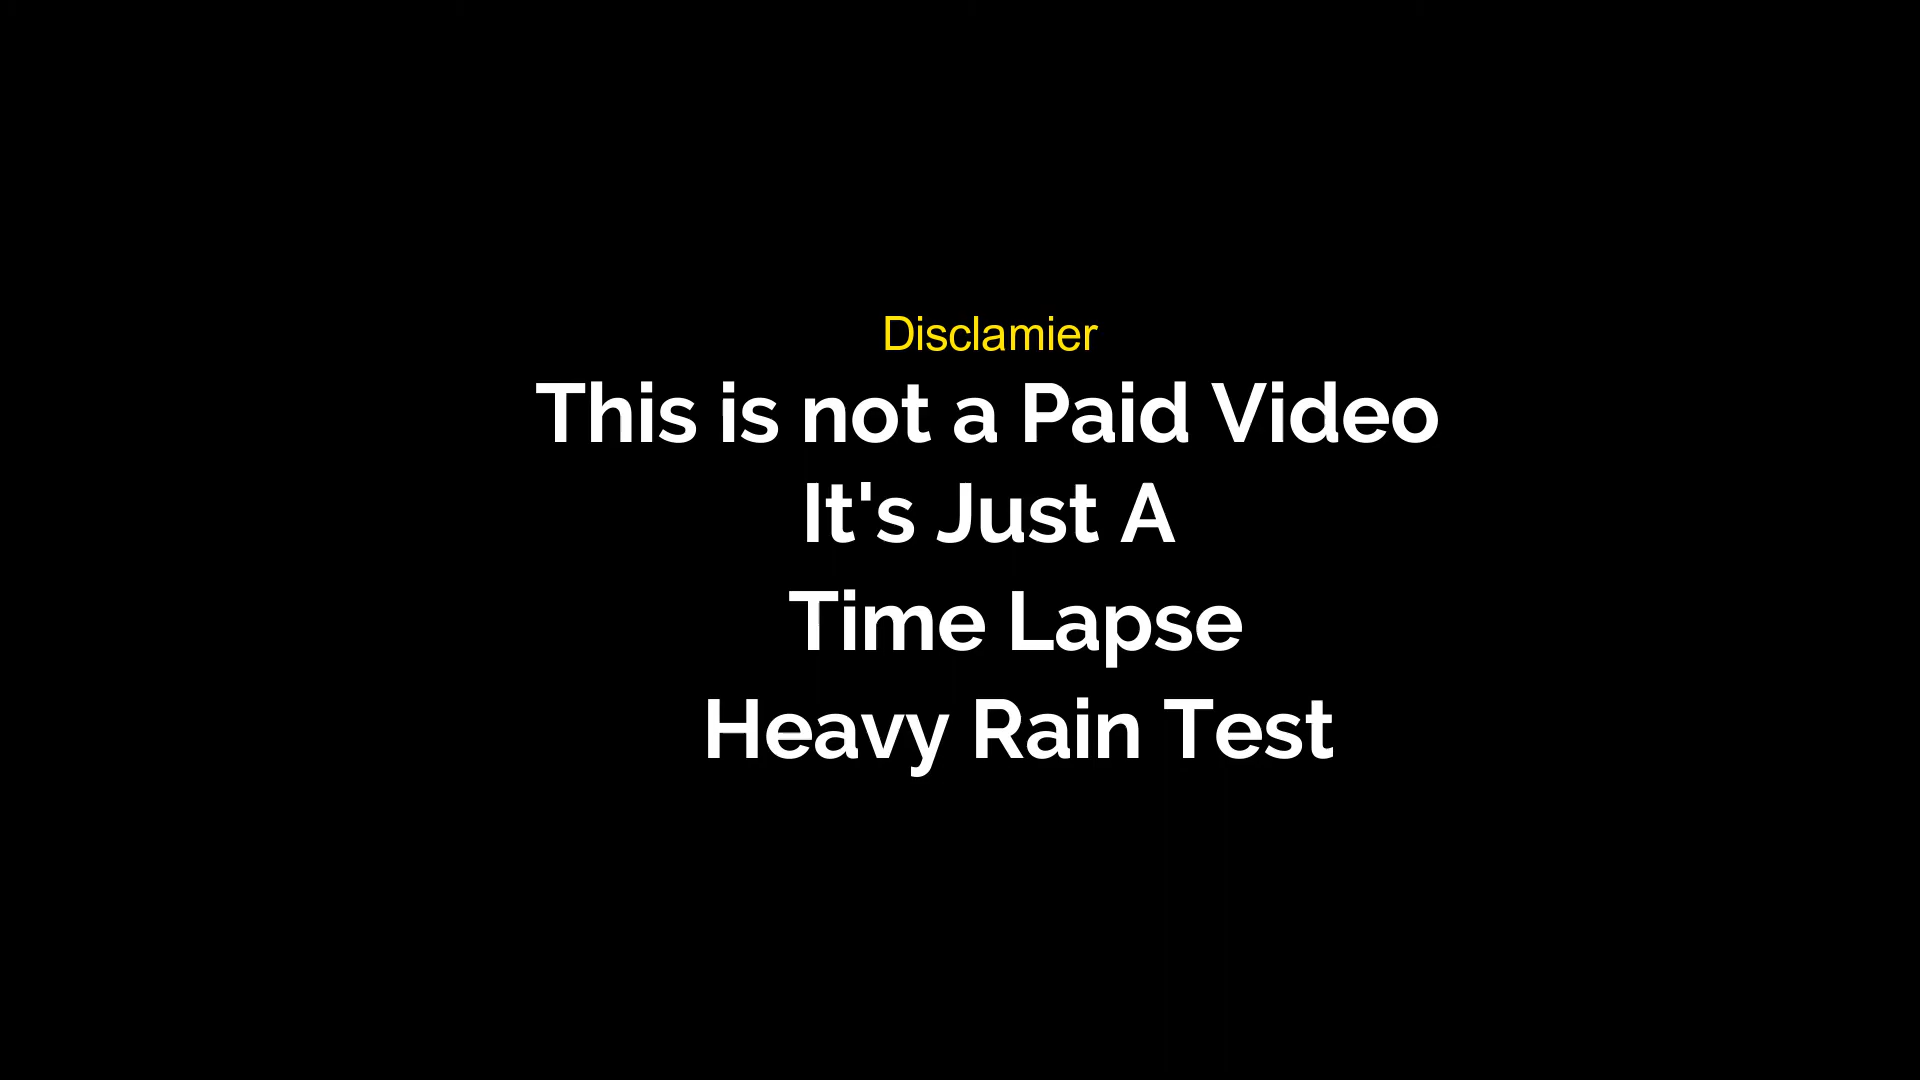 Disclamier
This is not a Paid Video
It's Just A
Time Lapse
Heavy Rain Test